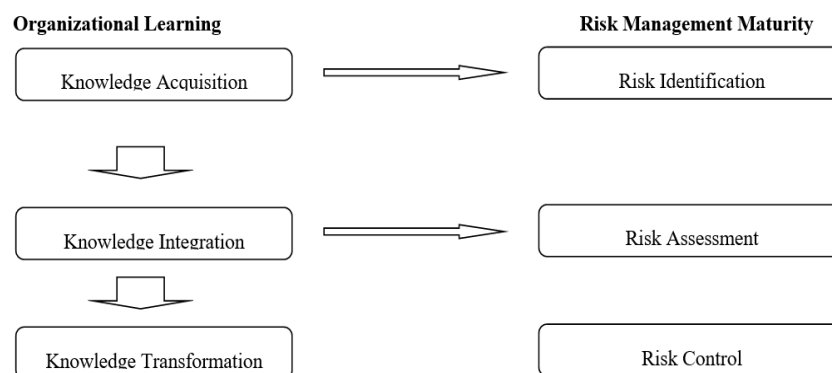 Organizational Learning
Risk Management Maturity
Knowledge Acquisition
Risk Identification
Knowledge Integration
Risk Assessment
Knowledge Transformation
Risk Control